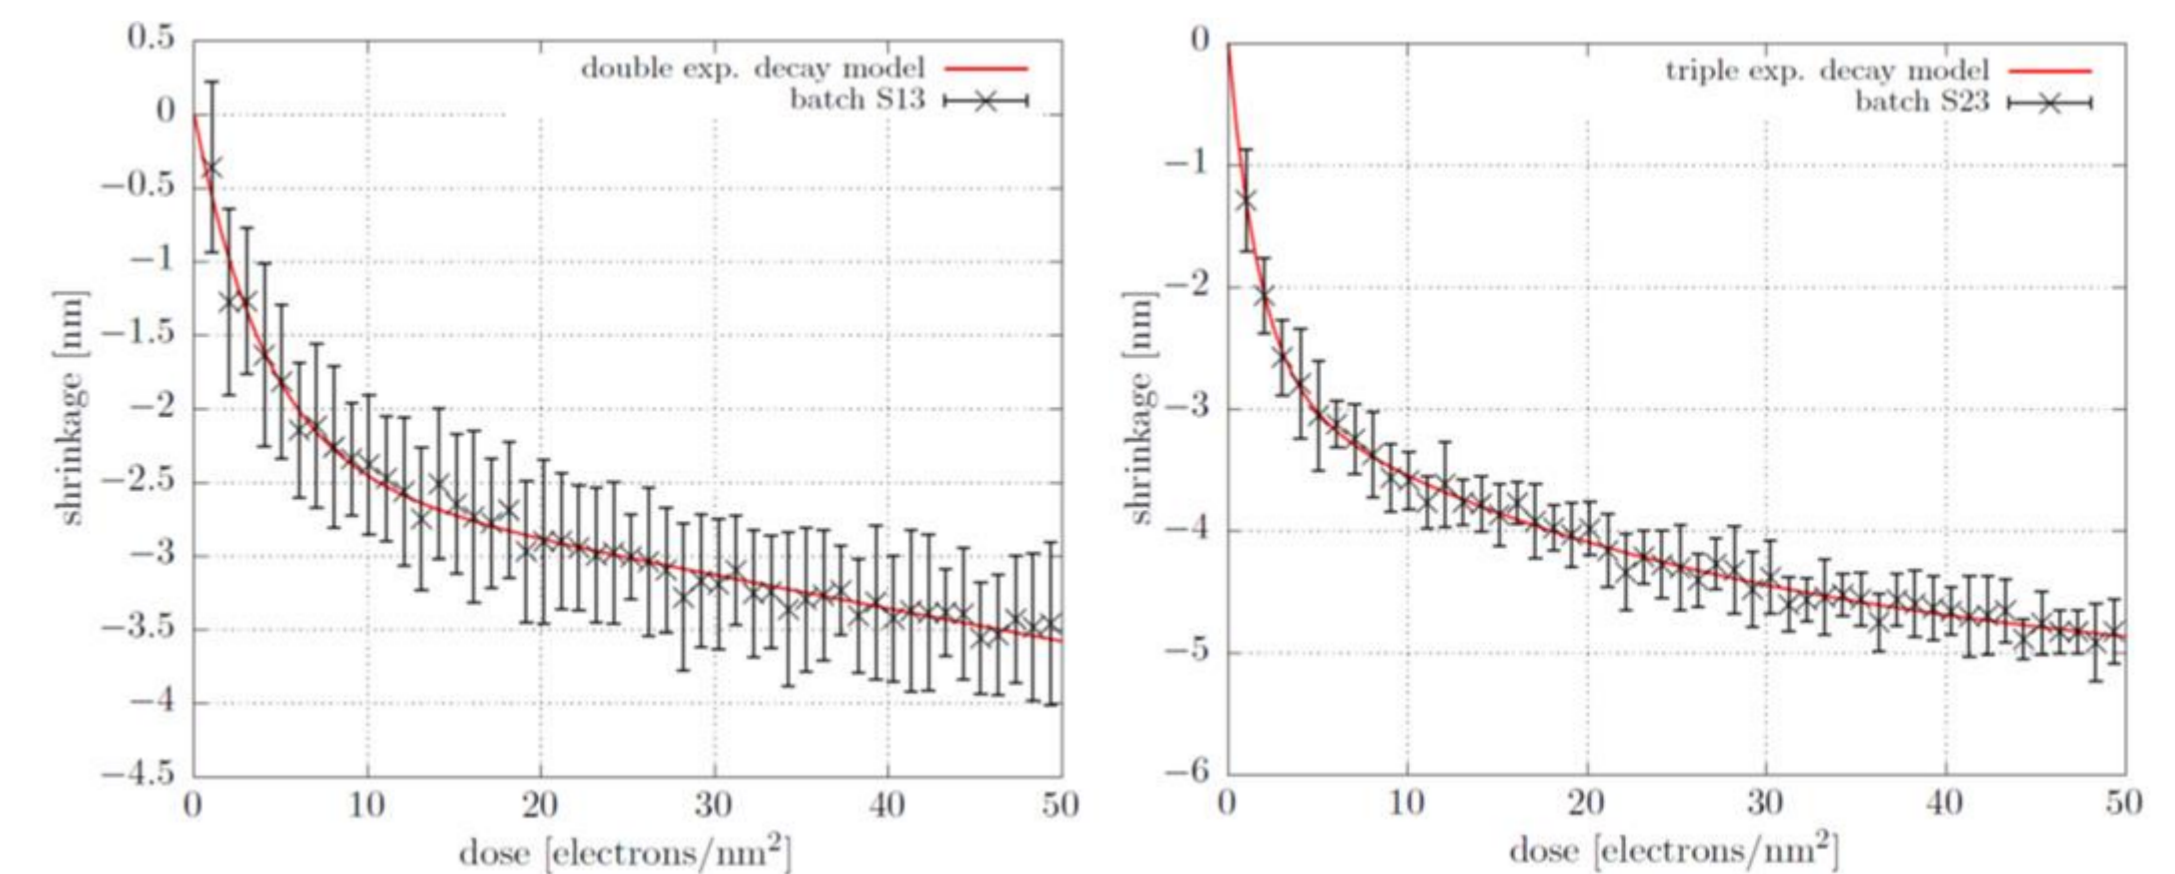 0.5
0
−0.5
−1
−1.5
−2
−2.5
−3
−3.5
−4
−4.5
shrinkage [nm]
double exp. decay model
batch S13
0 10 20 30 40 50
dose [electrons/nm²]
0
−1
−2
−3
−4
−5
−6
shrinkage [nm]
triple exp. decay model
batch S23
0 10 20 30 40 50
dose [electrons/nm²]